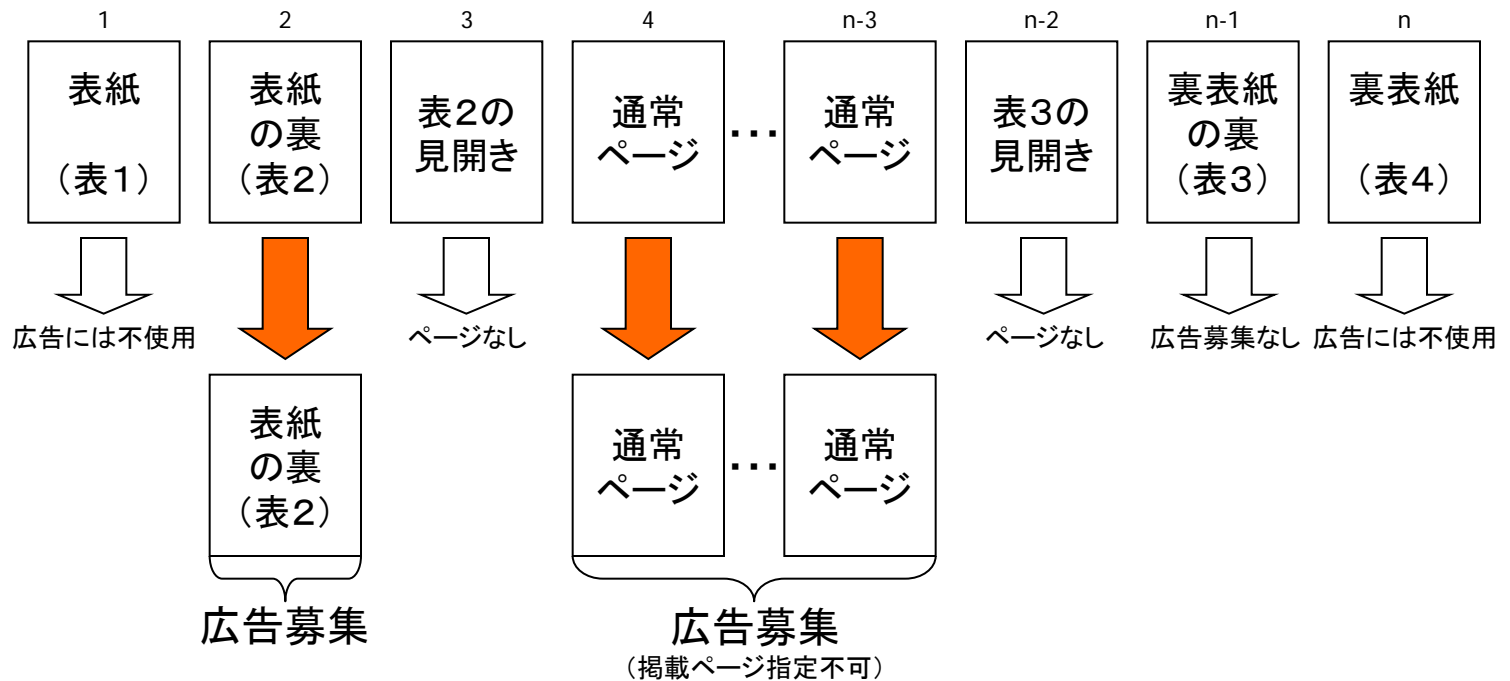 1 2 3 4 n-3 n-2 n-1 n
表紙
（表１）
表紙
の裏
（表２）
表２の
見開き
通常
ページ
・・・
通常
ページ
表３の
見開き
裏表紙
の裏
（表３）
裏表紙
（表４）
広告には不使用
ページなし
ページなし
広告募集なし
広告には不使用
表紙
の裏
（表２）
通常
ページ
・・・
通常
ページ
広告募集
広告募集
（掲載ページ指定不可）